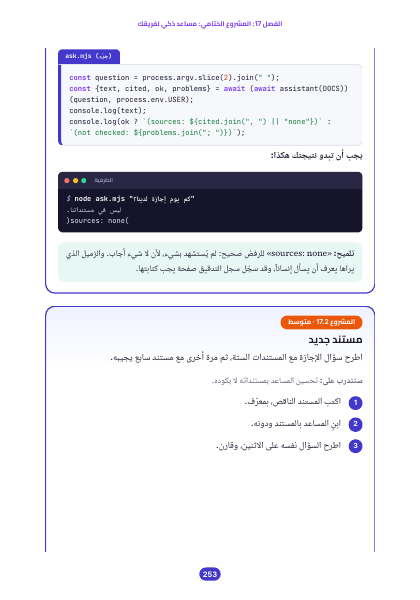 الفصل 17: المشروع الختامي: مساعد ذكي لفريقك
ask.mjs (جزء)
const question = process.argv.slice(2).join(" ");
const {text, cited, ok, problems} = await (await assistant(DOCS))
(question, process.env.USER);
console.log(text);
console.log(ok ? `(sources: ${cited.join(", ") || "none"})` :
`(not checked: ${problems.join("; ")})`);
يجب أن تبدو نتيجتك هكذا:
الطرفية
$ node ask.mjs "كم يوم إجازة لدينا؟"
ليس في مستنداتنا.
(sources: none)
تلميح: «sources: none» للرفض صحيح: لم يُستشهد بشيء، لأن لا شيء أجاب. والزميل الذي
يراها يعرف أن يسأل إنسانًا، وقد سجّل سجل التدقيق صفحة يجب كتابتها.
المشروع 17.2 · متوسط
مستند جديد
اطرح سؤال الإجازة مع المستندات الستة، ثم مرة أخرى مع مستند سابع يجيبه.
ستتدرب على: تحسين المساعد بمستنداته لا بكوده.
1 اكتب المستند الناقص، بمعرّف.
2 ابنِ المساعد بالمستند ودونه.
3 اطرح السؤال نفسه على الاثنين، وقارن.
253